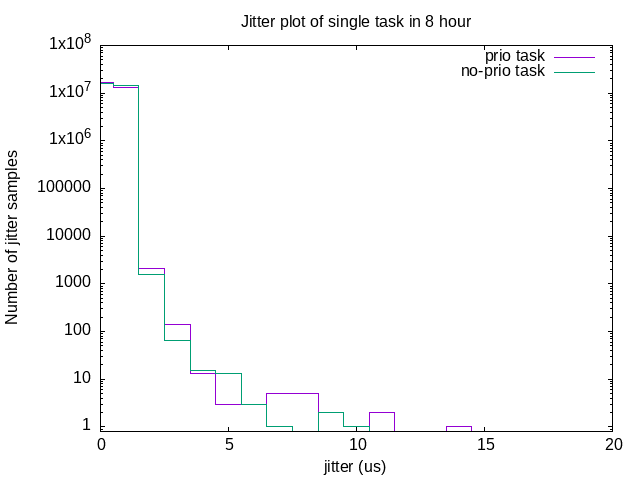 Jitter plot of single task in 8 hour
prio task
no-prio task
1x10^8
1x10^7
1x10^6
100000
10000
1000
100
10
1
Number of jitter samples
0 5 10 15 20
jitter (us)